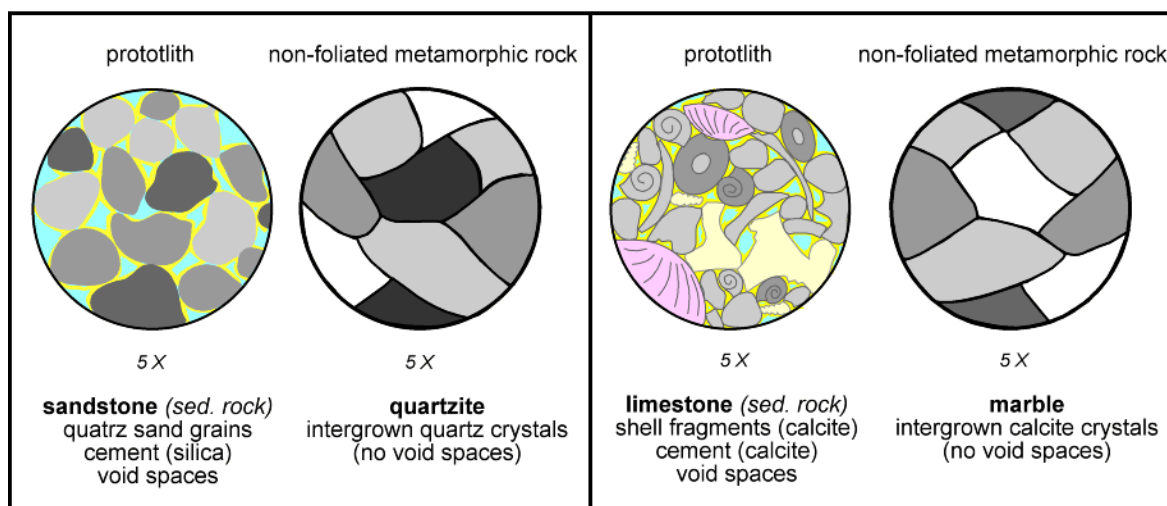 prototlith
non-foliated metamorphic rock
5 X
5 X
sandstone (sed. rock)
quatrz sand grains
cement (silica)
void spaces
quartzite
intergrown quartz crystals
(no void spaces)
prototlith
non-foliated metamorphic rock
5 X
5 X
limestone (sed. rock)
shell fragments (calcite)
cement (calcite)
void spaces
marble
intergrown calcite crystals
(no void spaces)